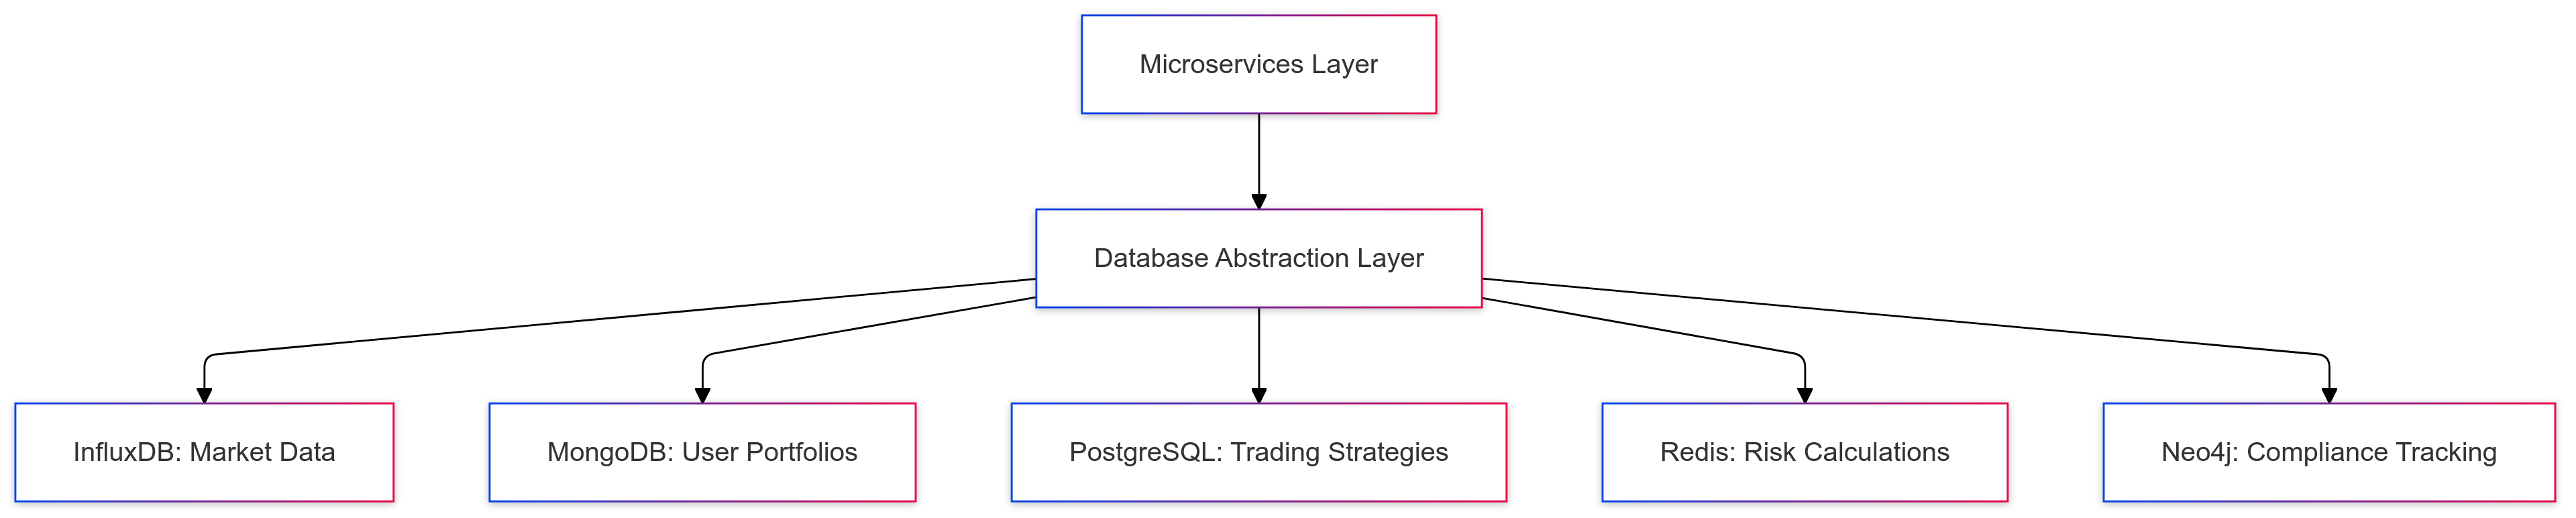 Microservices Layer
Database Abstraction Layer
InfluxDB: Market Data
MongoDB: User Portfolios
PostgreSQL: Trading Strategies
Redis: Risk Calculations
Neo4j: Compliance Tracking